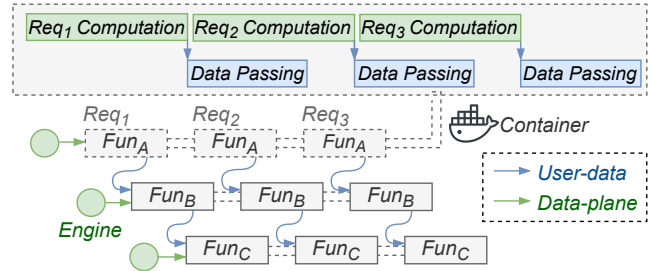 Req1 Computation Req2 Computation Req3 Computation
Data Passing Data Passing Data Passing
Req1 Req2 Req3
Container
FunA FunA FunA
User-data
FunB FunB FunB
Data-plane
Engine
FunC FunC FunC